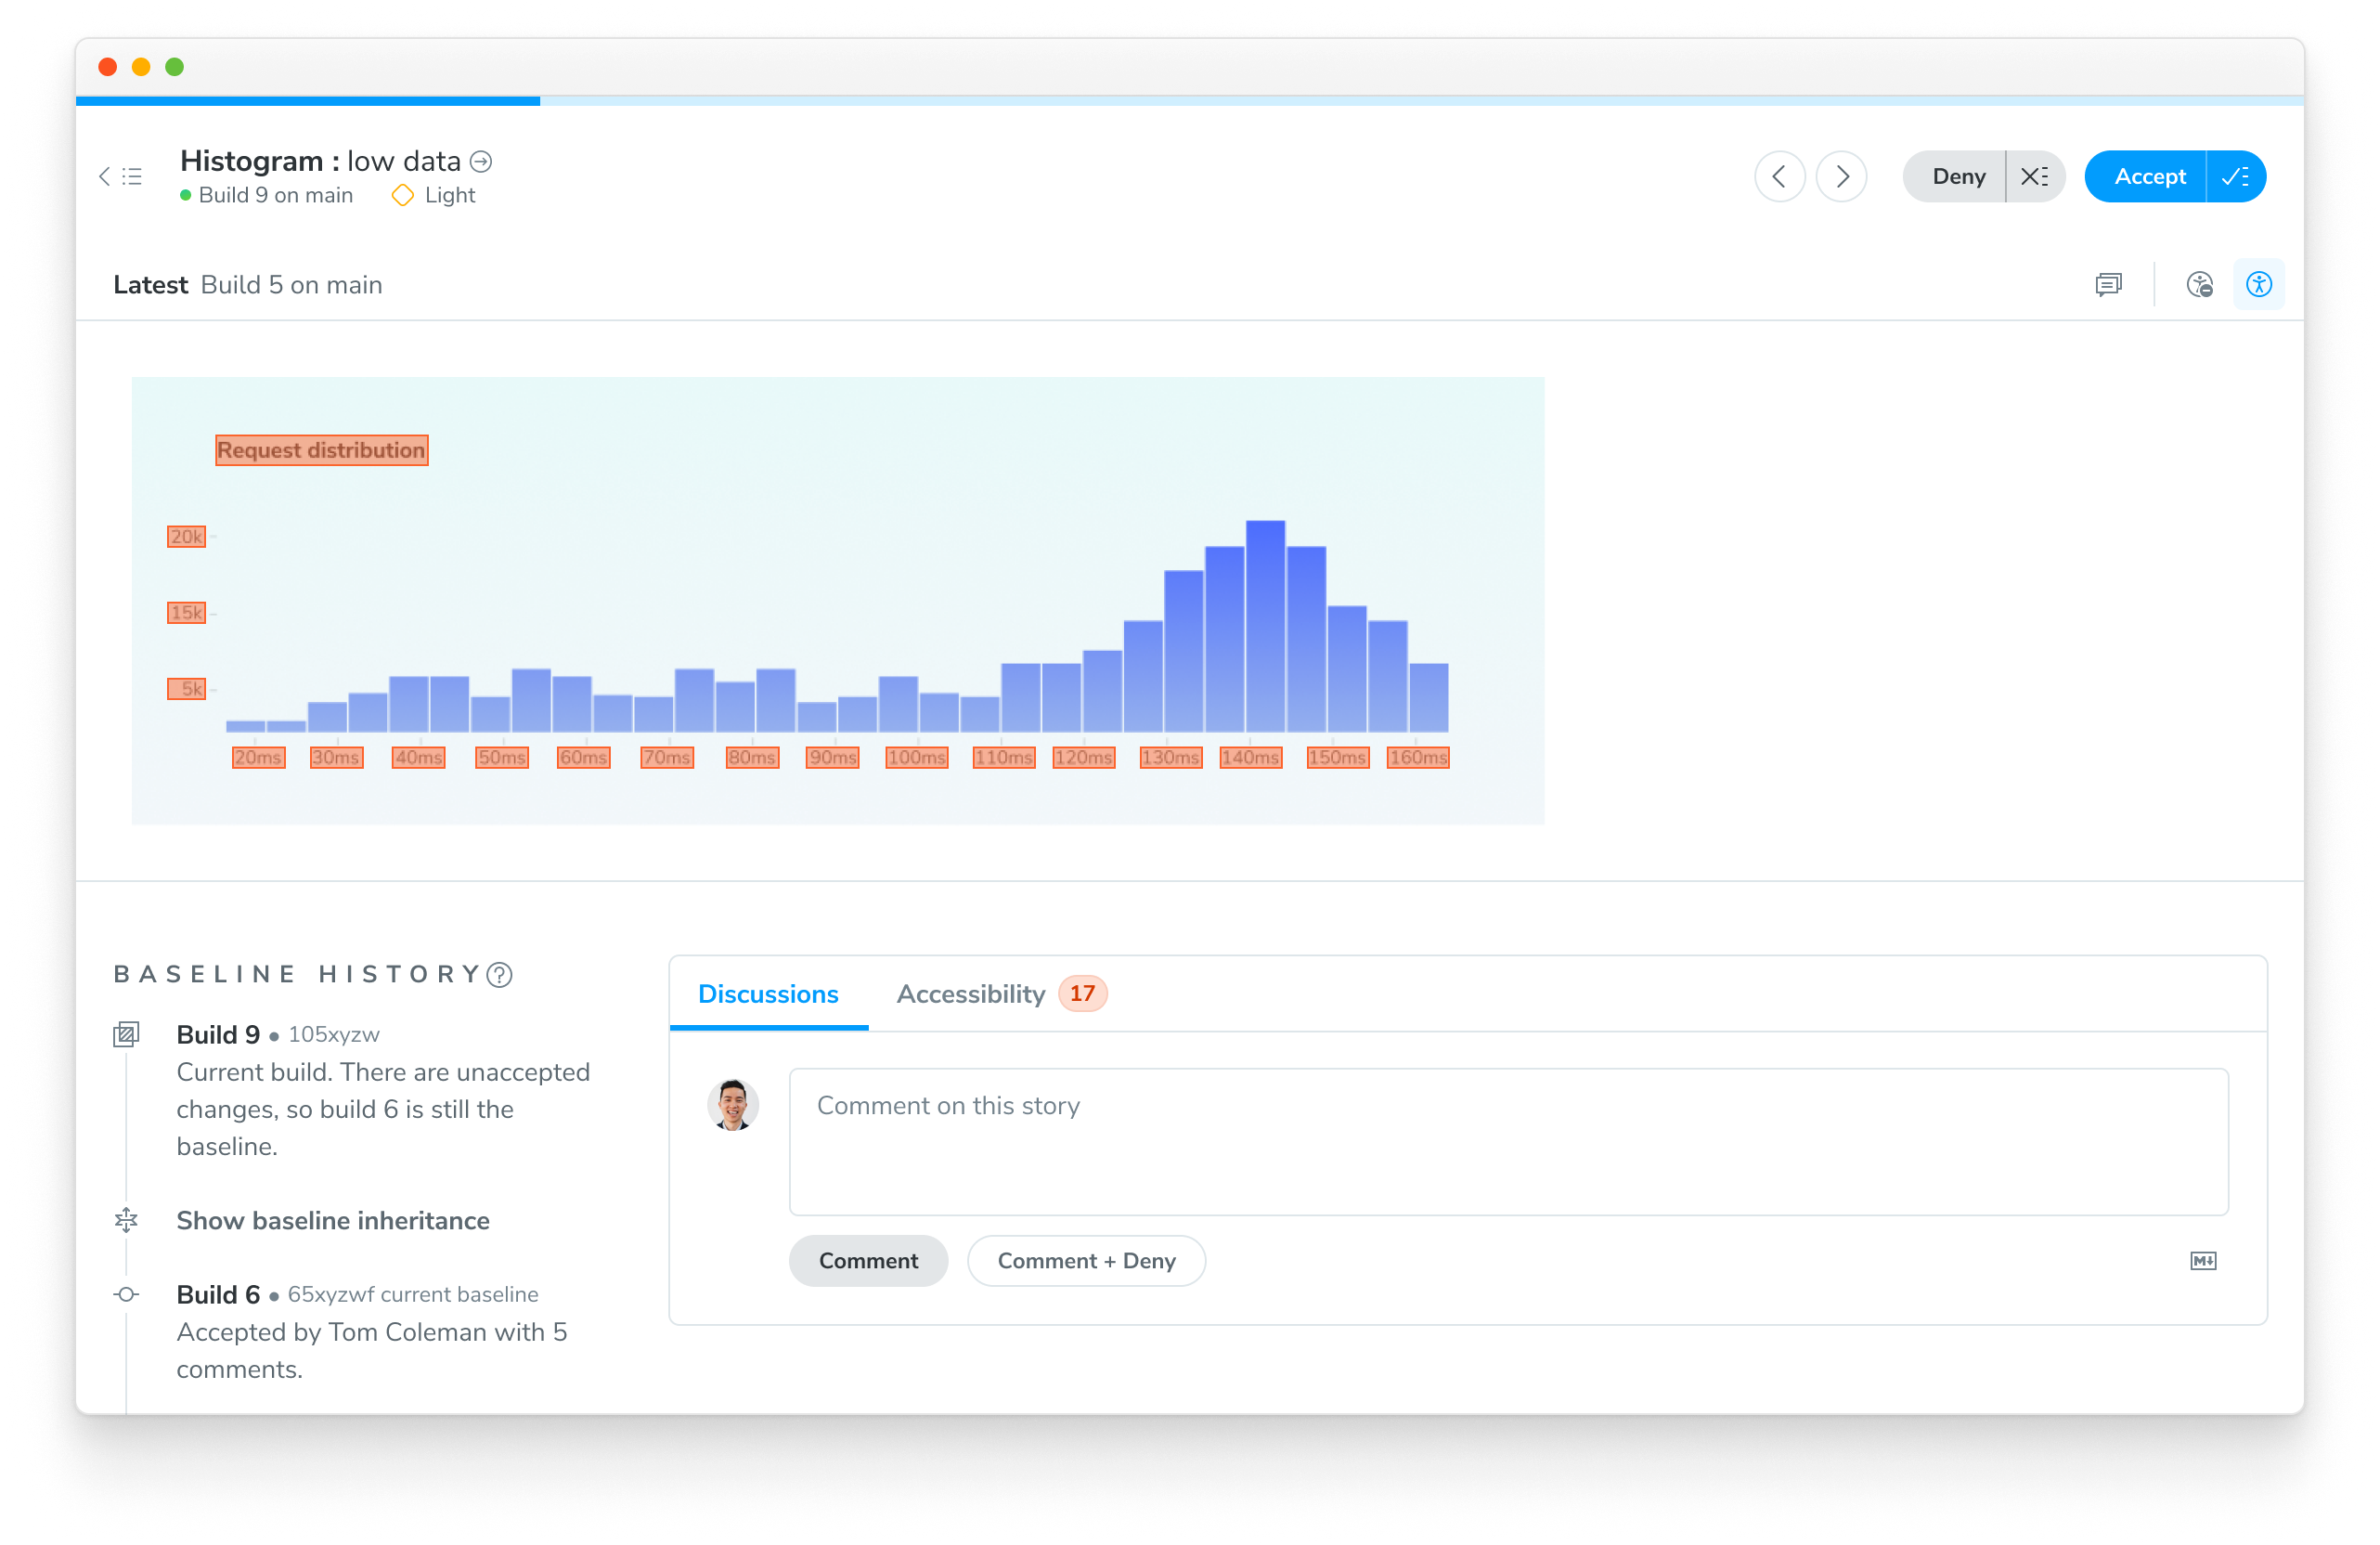 Histogram : low data
Build 9 on main Light
Deny
Accept
Latest Build 5 on main
Request distribution
20k
15k
5k
20ms 30ms 40ms 50ms 60ms 70ms 80ms 90ms 100ms 110ms 120ms 130ms 140ms 150ms 160ms
BASELINE HISTORY
Build 9 • 105xyzw
Current build. There are unaccepted
changes, so build 6 is still the
baseline.
Show baseline inheritance
Build 6 • 65xyzwf current baseline
Accepted by Tom Coleman with 5
comments.
Discussions Accessibility 17
Comment on this story
Comment Comment + Deny
M